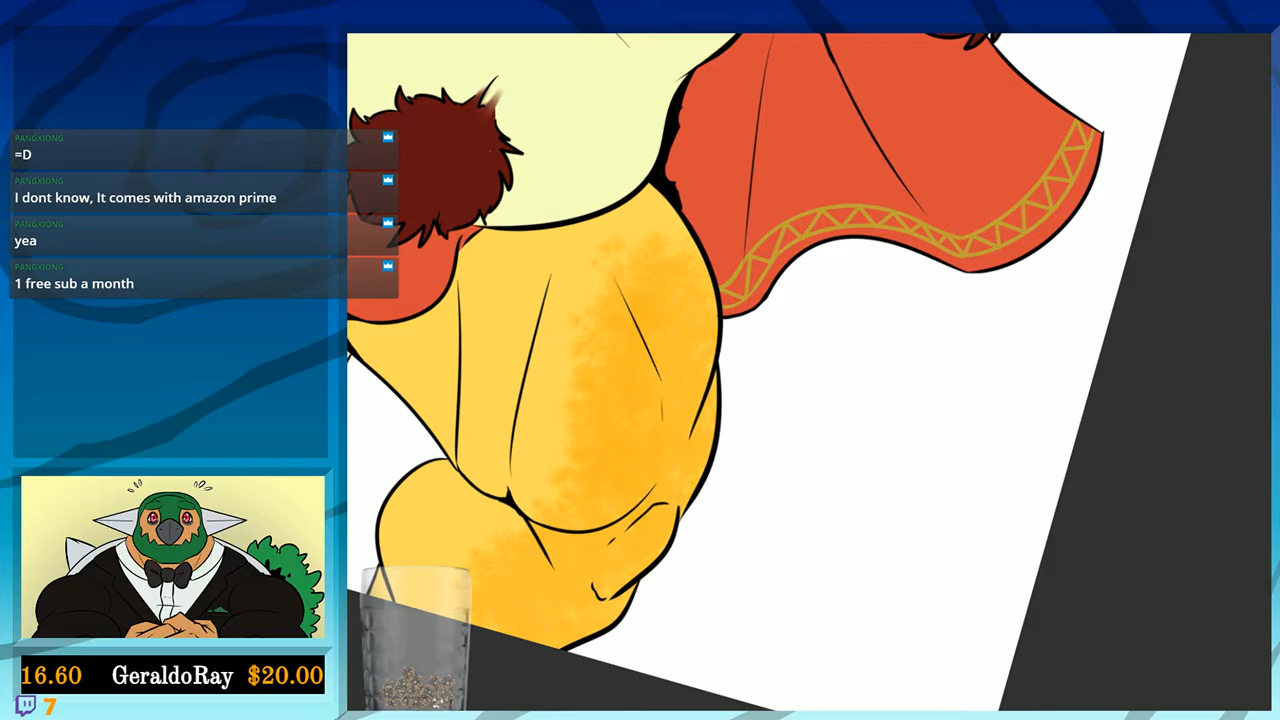 PANGXIONG
=D
PANGXIONG
I dont know, It comes with amazon prime
PANGXIONG
yea
PANGXIONG
1 free sub a month
16.60 GeraldoRay $20.00
7